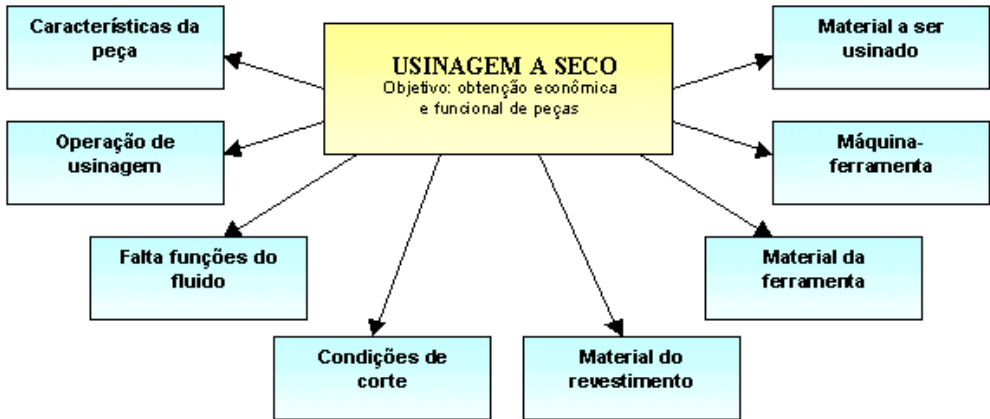 USINAGEM A SECO
Objetivo: obtenção econômica
e funcional de peças
Características da
peça
Material a ser
usinado
Operação de
usinagem
Máquina-
ferramenta
Falta funções do
fluido
Material da
ferramenta
Condições de
corte
Material do
revestimento